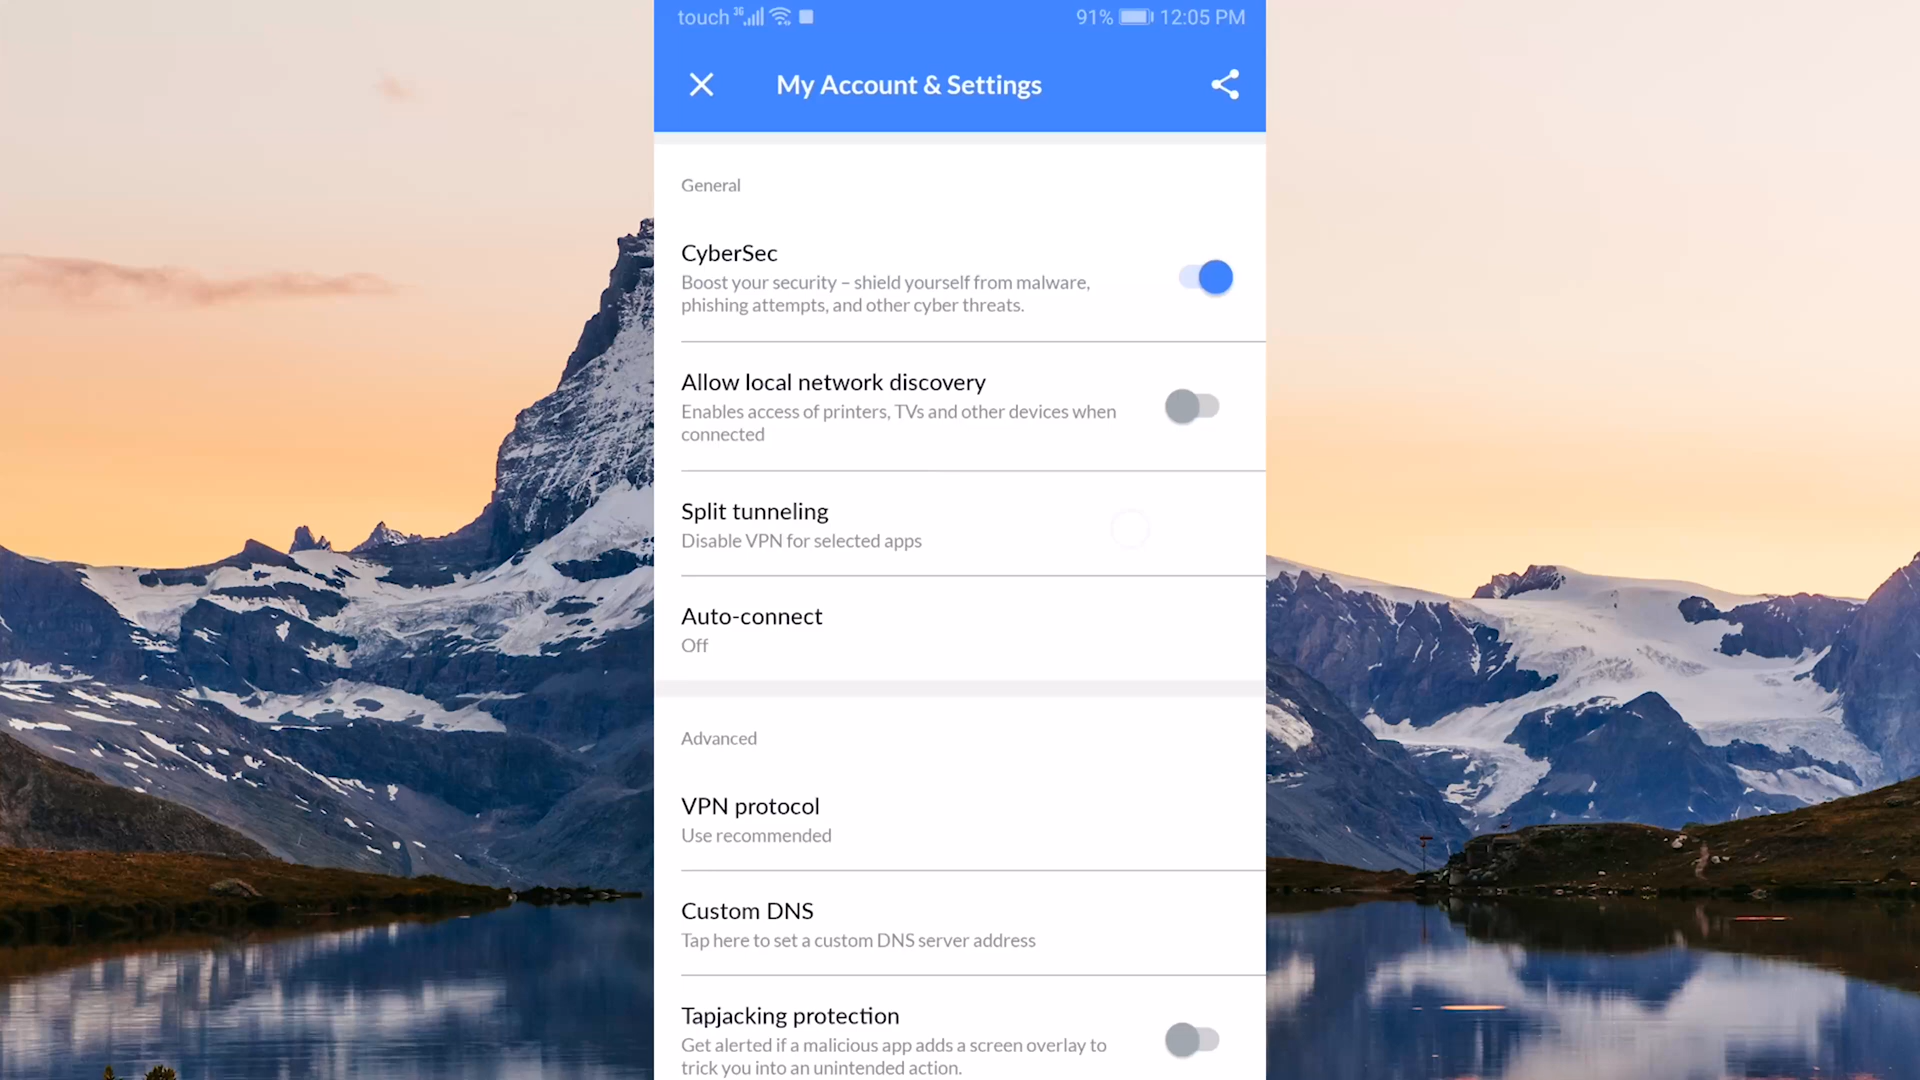 touch 3G 91% 12:05 PM
My Account & Settings
General
CyberSec
Boost your security – shield yourself from malware,
phishing attempts, and other cyber threats.
Allow local network discovery
Enables access of printers, TVs and other devices when
connected
Split tunneling
Disable VPN for selected apps
Auto-connect
Off
Advanced
VPN protocol
Use recommended
Custom DNS
Tap here to set a custom DNS server address
Tapjacking protection
Get alerted if a malicious app adds a screen overlay to
trick you into an unintended action.